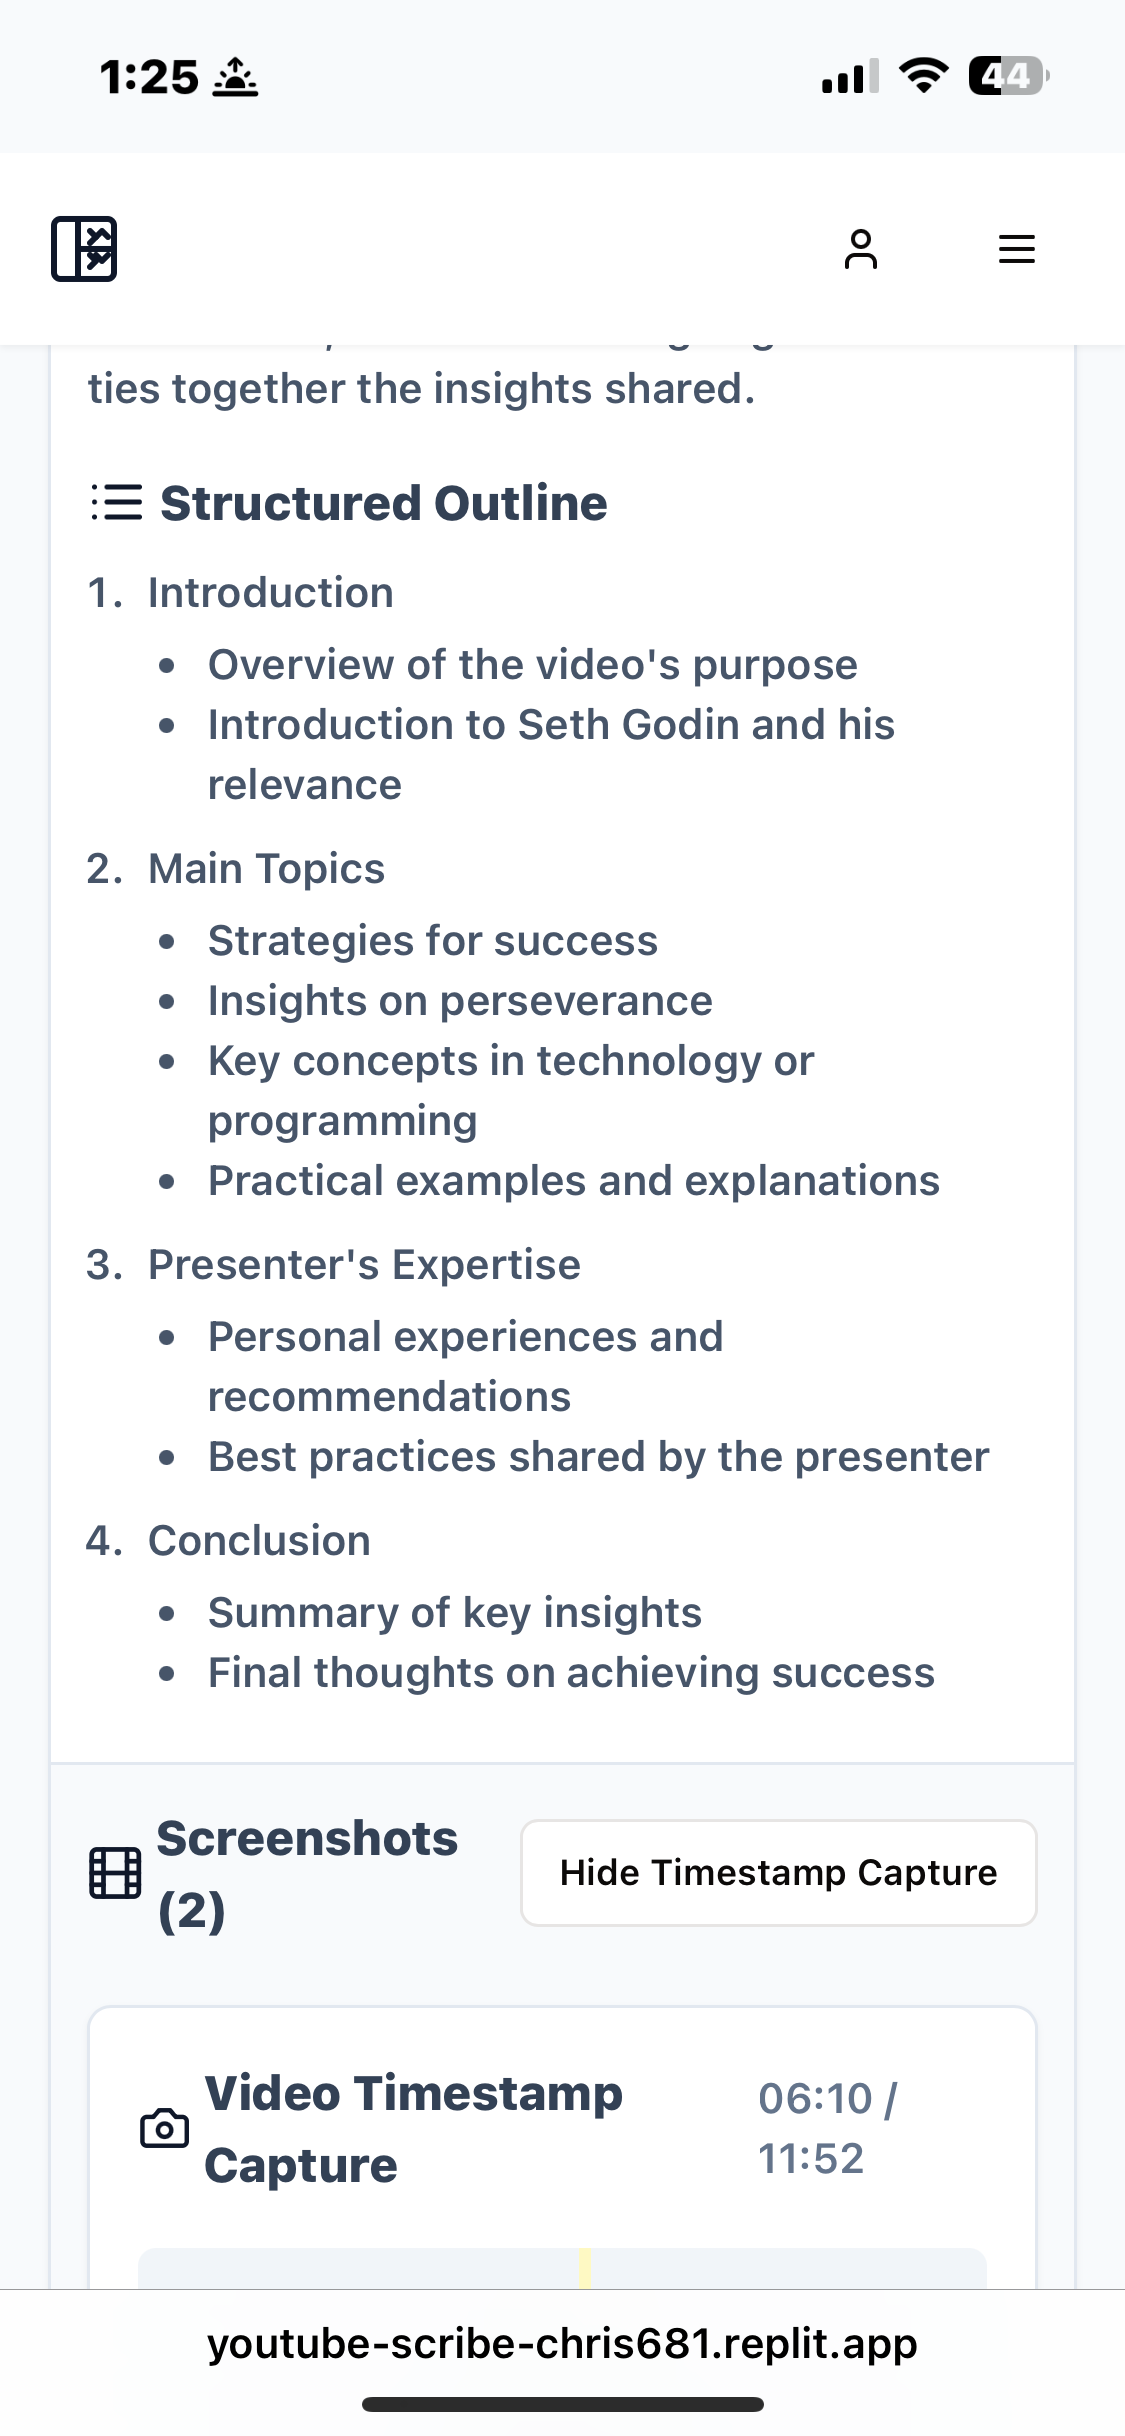 1:25
44
ties together the insights shared.
Structured Outline
1. Introduction
• Overview of the video's purpose
• Introduction to Seth Godin and his
relevance
2. Main Topics
• Strategies for success
• Insights on perseverance
• Key concepts in technology or
programming
• Practical examples and explanations
3. Presenter's Expertise
• Personal experiences and
recommendations
• Best practices shared by the presenter
4. Conclusion
• Summary of key insights
• Final thoughts on achieving success
Screenshots
(2)
Hide Timestamp Capture
Video Timestamp
Capture
06:10 /
11:52
youtube-scribe-chris681.replit.app